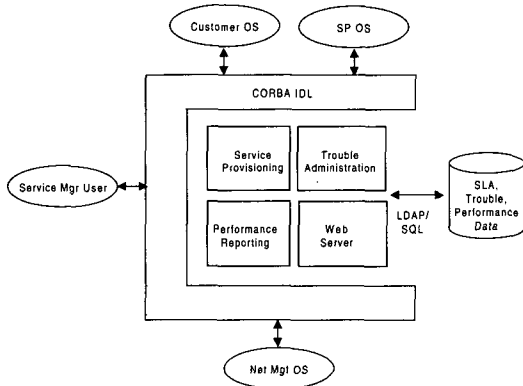 Customer OS
SP OS
CORBA IDL
Service
Provisioning
Trouble
Administration
Service Mgr User
SLA,
Trouble,
Performance
Data
LDAP/
SQL
Performance
Reporting
Web
Server
Net Mgt OS